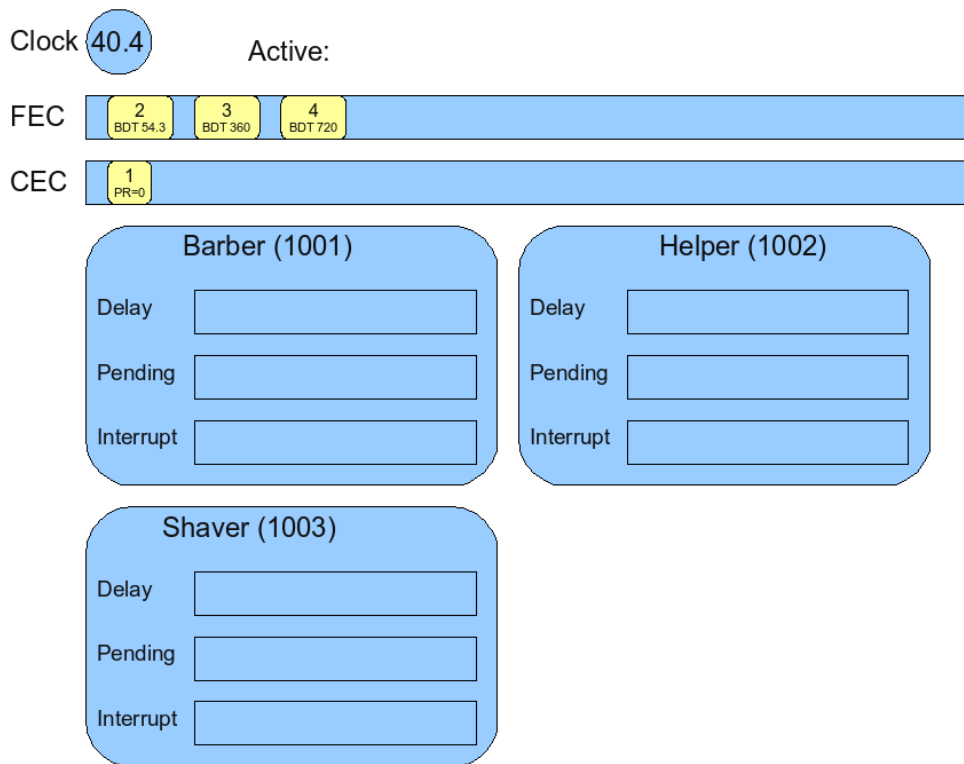 Clock 40.4 Active:
FEC
2 3 4
BDT 54.3 BDT 360 BDT 720
CEC
1
PR=0
Barber (1001) Helper (1002)
Delay Delay
Pending Pending
Interrupt Interrupt
Shaver (1003)
Delay
Pending
Interrupt